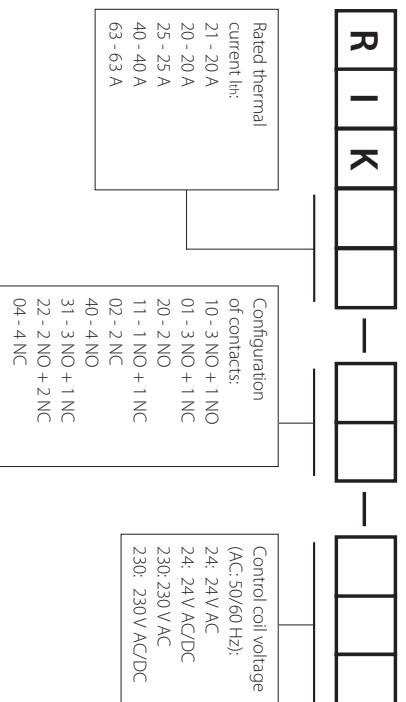 R I K – –
Rated thermal
current Ith:
21 - 20 A
20 - 20 A
25 - 25 A
40 - 40 A
63 - 63 A
Configuration
of contacts:
10 - 3 NO + 1 NO
01 - 3 NO + 1 NC
20 - 2 NO
11 - 1 NO + 1 NC
02 - 2 NC
40 - 4 NO
31 - 3 NO + 1 NC
22 - 2 NO + 2 NC
04 - 4 NC
Control coil voltage
(AC: 50/60 Hz):
24: 24 V AC
24: 24 V AC/DC
230: 230 V AC
230: 230 V AC/DC